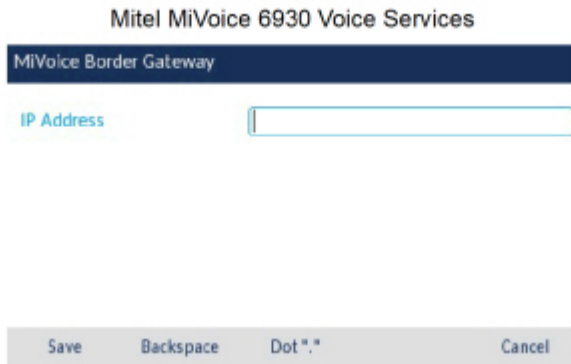 Mitel MiVoice 6930 Voice Services
MiVoice Border Gateway
IP Address
Save Backspace Dot "." Cancel